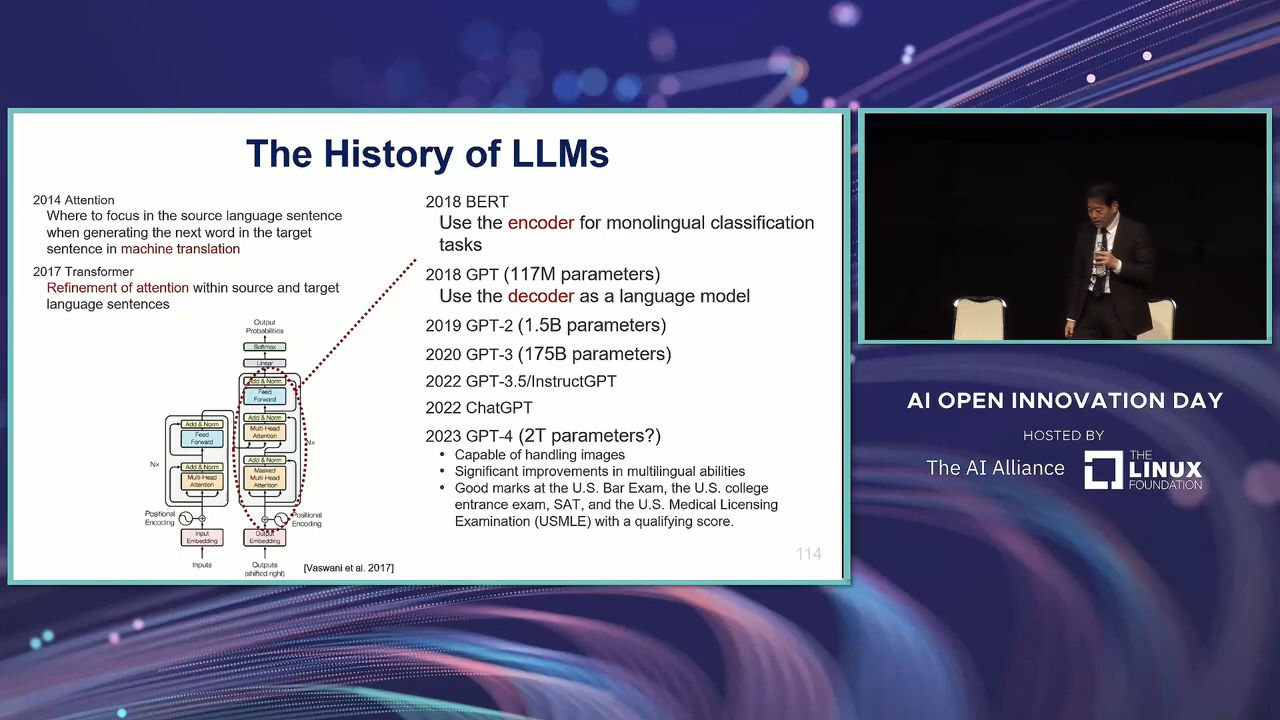 The History of LLMs
2014 Attention
Where to focus in the source language sentence
when generating the next word in the target
sentence in machine translation
2017 Transformer
Refinement of attention within source and target
language sentences
Output
Probabilities
Softmax
Linear
Add & Norm
Feed
Forward
Add & Norm
Multi-Head
Attention
Add & Norm
Masked
Multi-Head
Attention
Nx
Positional
Encoding
Output
Embedding
Outputs
(shifted right)
Add & Norm
Feed
Forward
Add & Norm
Multi-Head
Attention
Nx
Positional
Encoding
Input
Embedding
Inputs
[Vaswani et al. 2017]
2018 BERT
Use the encoder for monolingual classification
tasks
2018 GPT (117M parameters)
Use the decoder as a language model
2019 GPT-2 (1.5B parameters)
2020 GPT-3 (175B parameters)
2022 GPT-3.5/InstructGPT
2022 ChatGPT
2023 GPT-4 (2T parameters?)
• Capable of handling images
• Significant improvements in multilingual abilities
• Good marks at the U.S. Bar Exam, the U.S. college
entrance exam, SAT, and the U.S. Medical Licensing
Examination (USMLE) with a qualifying score.
114
AI OPEN INNOVATION DAY
HOSTED BY
The AI Alliance
THE
LINUX
FOUNDATION